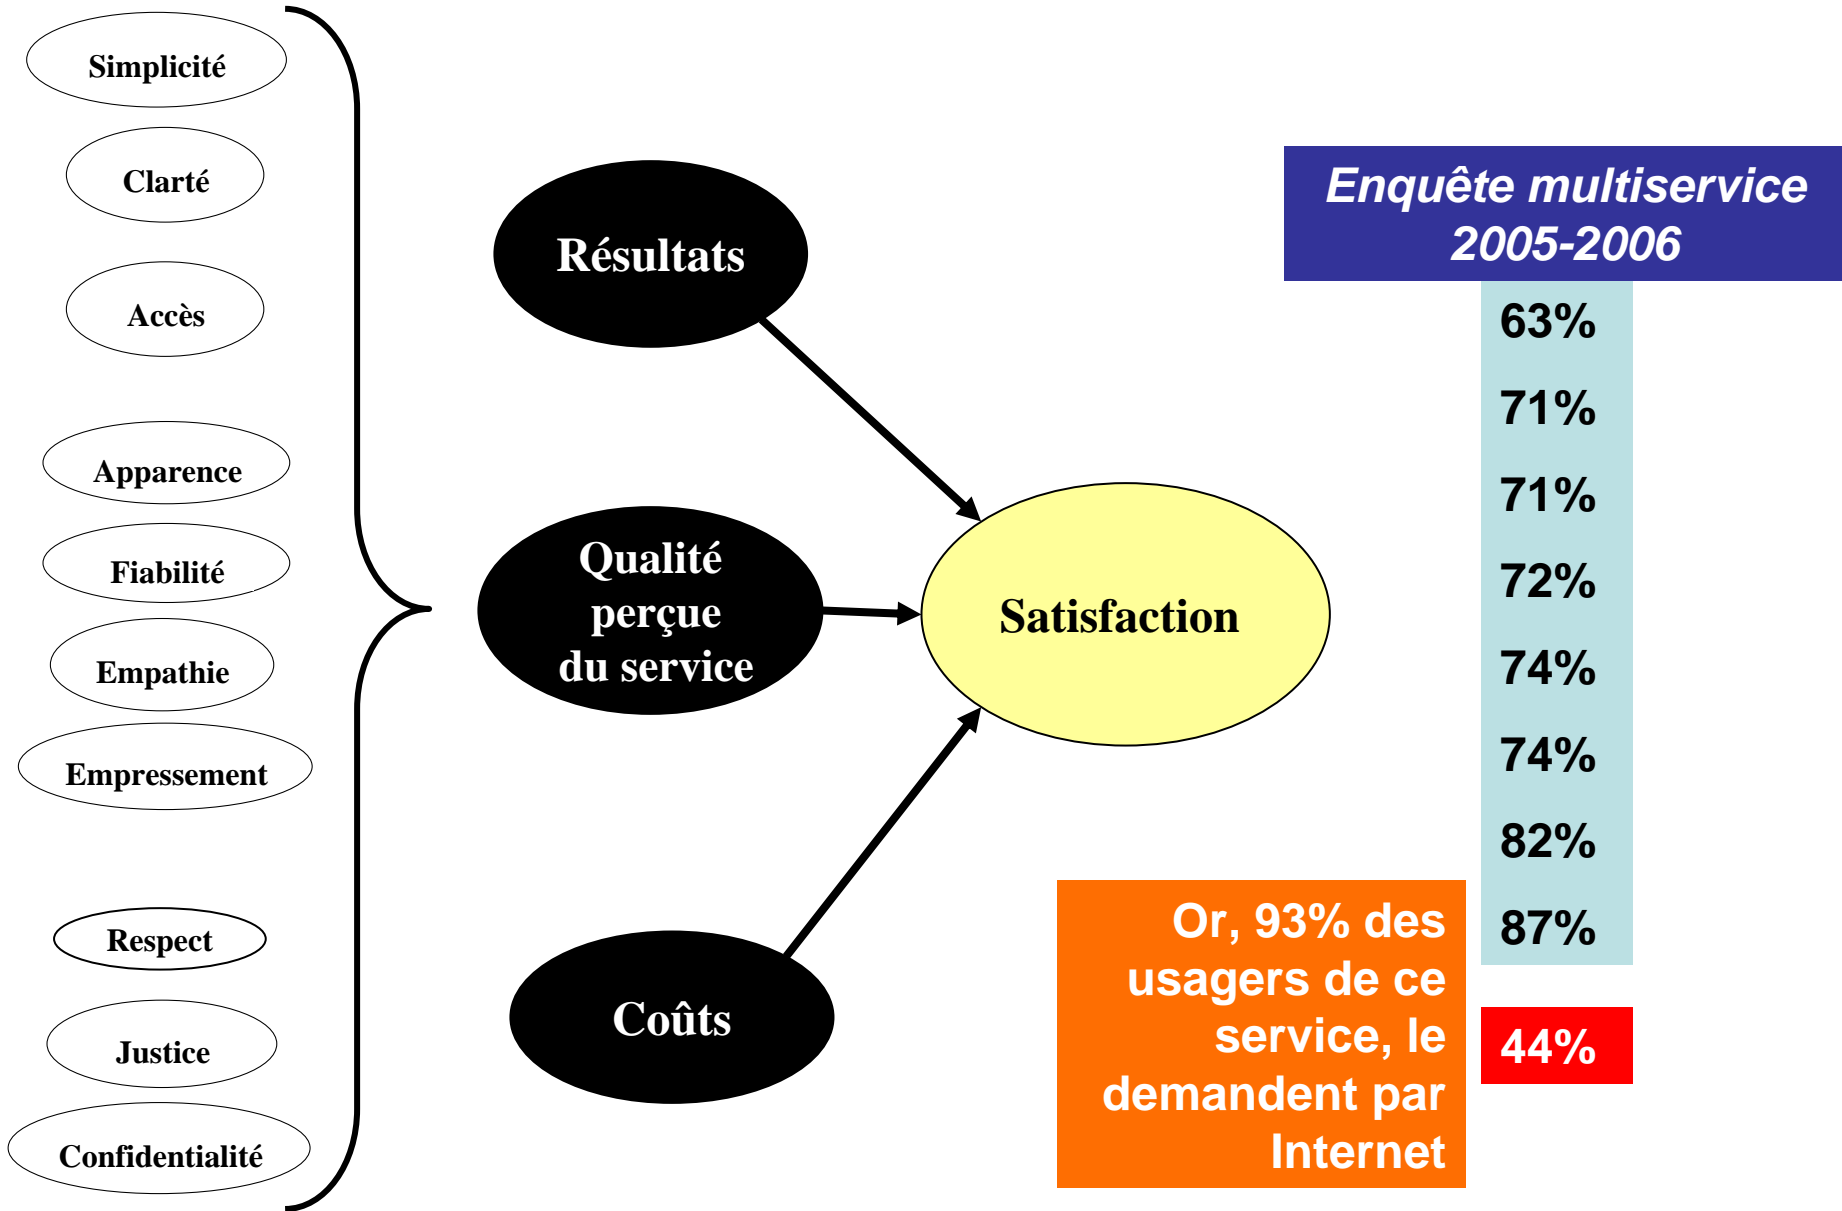 Simplicité
Clarté
Accès
Apparence
Fiabilité
Empathie
Empressement
Respect
Justice
Confidentialité
Résultats
Qualité
perçue
du service
Coûts
Satisfaction
Enquête multiservice
2005-2006
63%
71%
71%
72%
74%
74%
82%
87%
44%
Or, 93% des
usagers de ce
service, le
demandent par
Internet